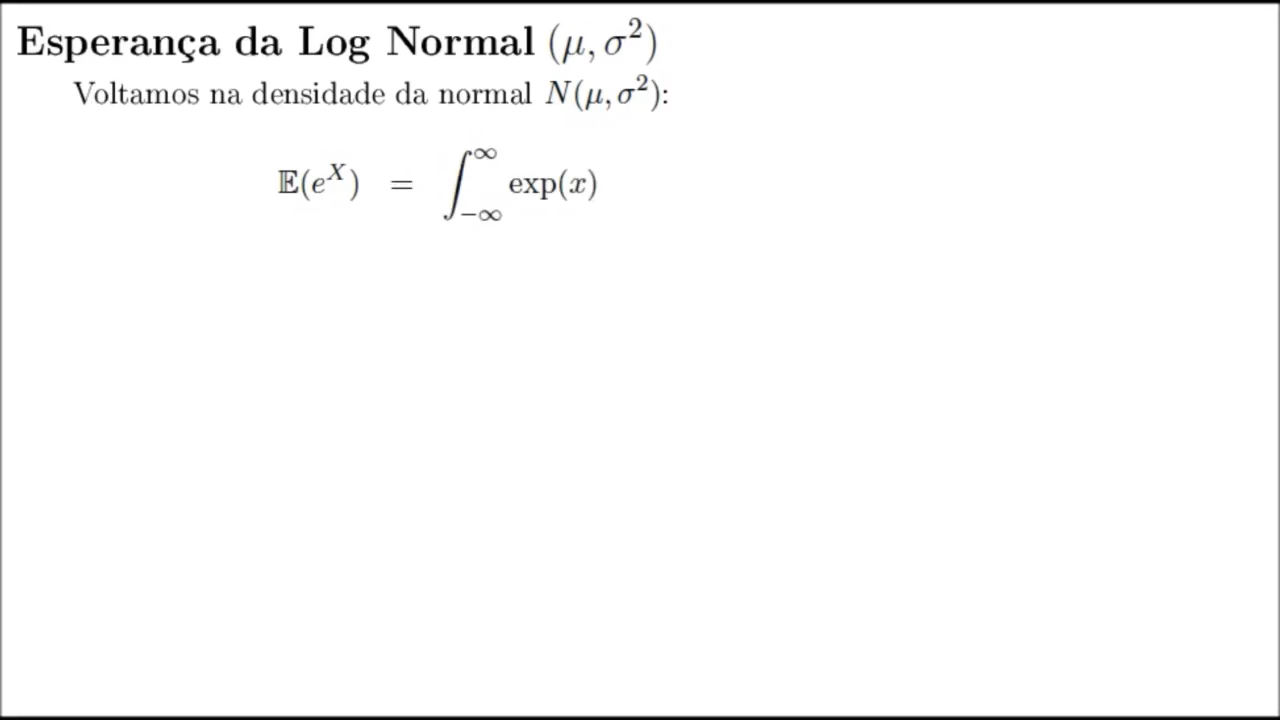 Esperança da Log Normal (μ, σ²)
Voltamos na densidade da normal N(μ, σ²):
𝔼(e^X) = ∫_{-∞}^{∞} exp(x)